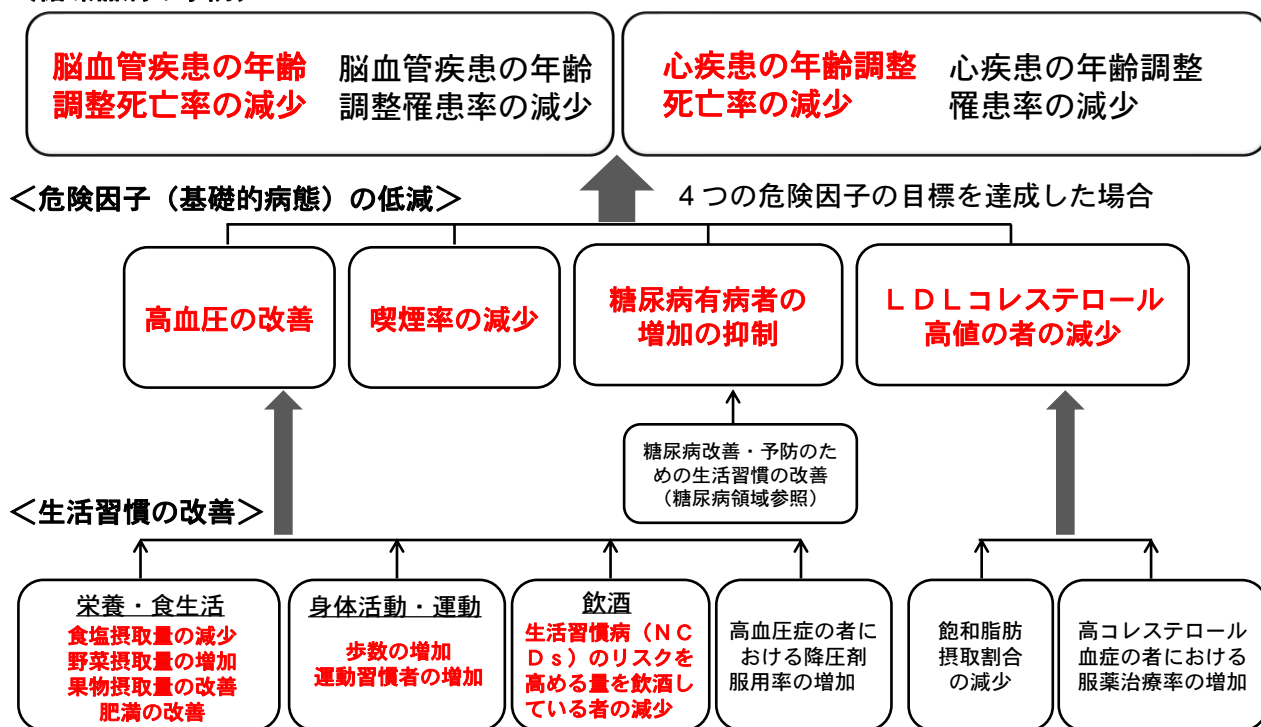 脳血管疾患の年齢
調整死亡率の減少
脳血管疾患の年齢
調整罹患率の減少
心疾患の年齢調整
死亡率の減少
心疾患の年齢調整
罹患率の減少
＜危険因子（基礎的病態）の低減＞
４つの危険因子の目標を達成した場合
高血圧の改善
喫煙率の減少
糖尿病有病者の
増加の抑制
ＬＤＬコレステロール
高値の者の減少
糖尿病改善・予防のた
めの生活習慣の改善
（糖尿病領域参照）
＜生活習慣の改善＞
栄養・食生活
食塩摂取量の減少
野菜摂取量の増加
果物摂取量の改善
肥満の改善
身体活動・運動
歩数の増加
運動習慣者の増加
飲酒
生活習慣病（ＮＣ
Ｄｓ）のリスクを
高める量を飲酒し
ている者の減少
高血圧症の者に
おける降圧剤
服用率の増加
飽和脂肪
摂取割合
の減少
高コレステロール
血症の者における
服薬治療率の増加